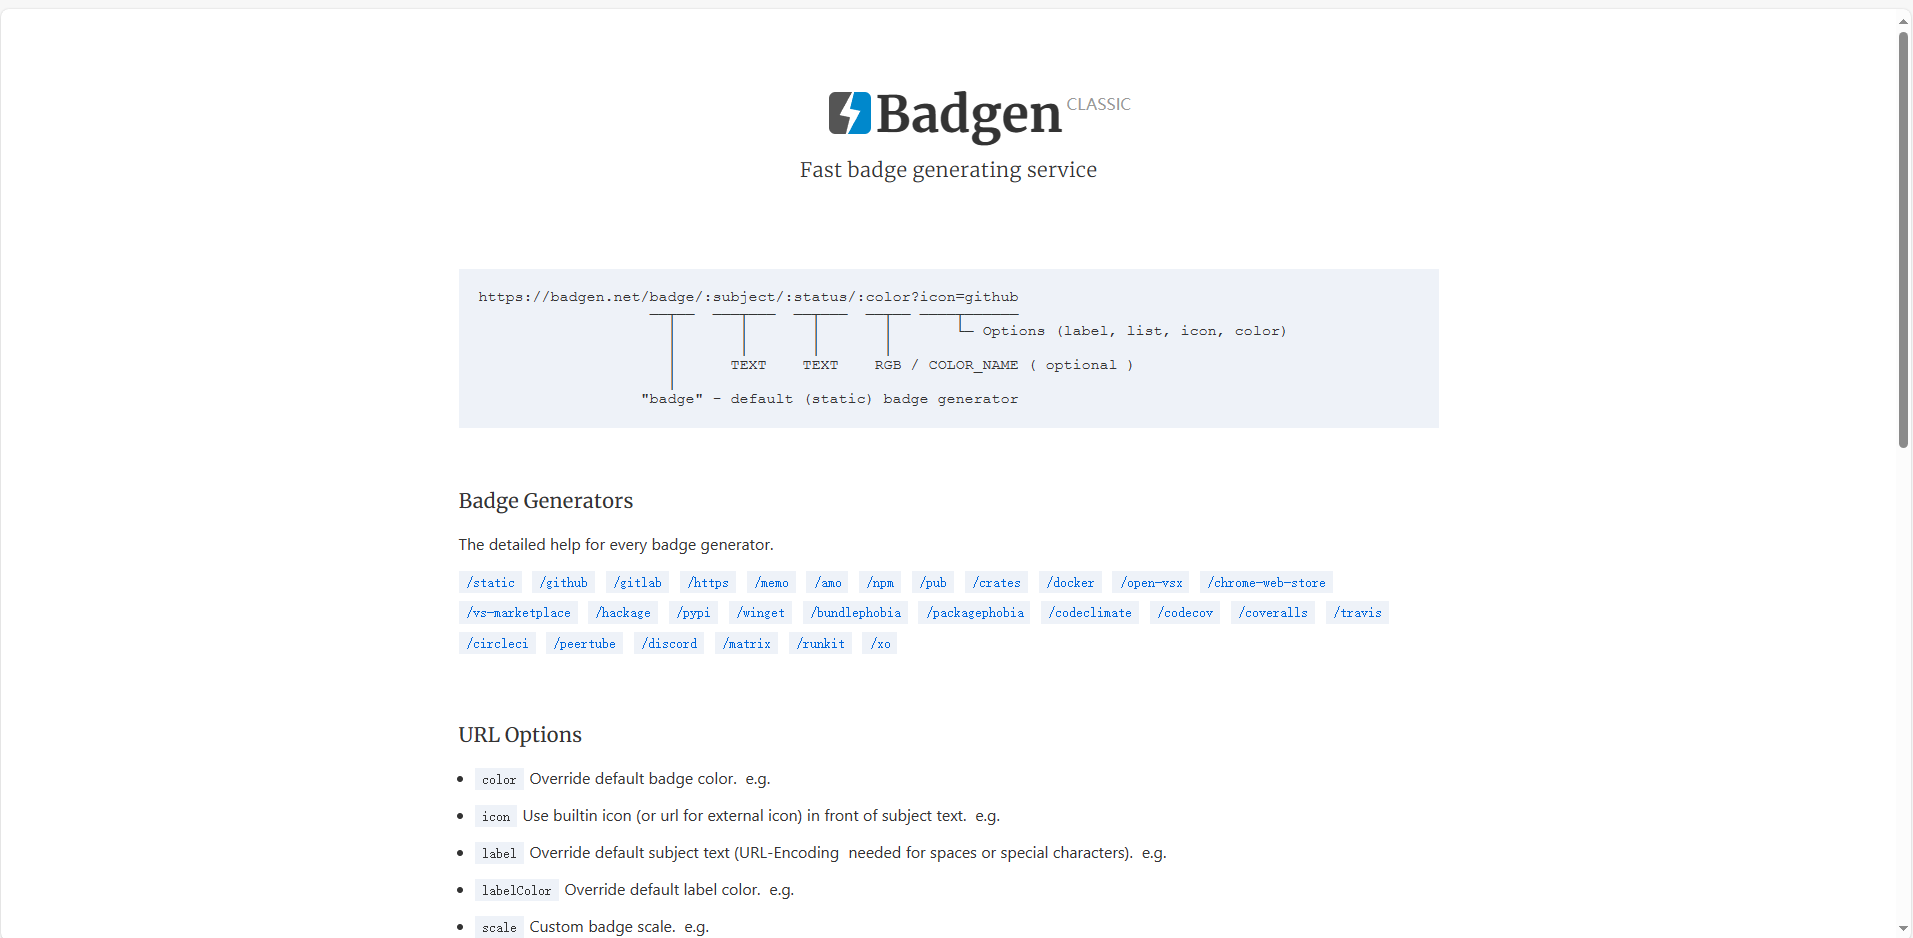 Badgen CLASSIC
Fast badge generating service
https://badgen.net/badge/:subject/:status/:color?icon=github
Options (label, list, icon, color)
TEXT TEXT RGB / COLOR_NAME ( optional )
"badge" - default (static) badge generator
Badge Generators
The detailed help for every badge generator.
/static /github /gitlab /https /memo /amo /npm /pub /crates /docker /open-vsx /chrome-web-store
/vs-marketplace /hackage /pypi /winget /bundlephobia /packagephobia /codeclimate /codecov /coveralls /travis
/circleci /peertube /discord /matrix /runkit /xo
URL Options
color Override default badge color. e.g.
icon Use builtin icon (or url for external icon) in front of subject text. e.g.
label Override default subject text (URL-Encoding needed for spaces or special characters). e.g.
labelColor Override default label color. e.g.
scale Custom badge scale. e.g.